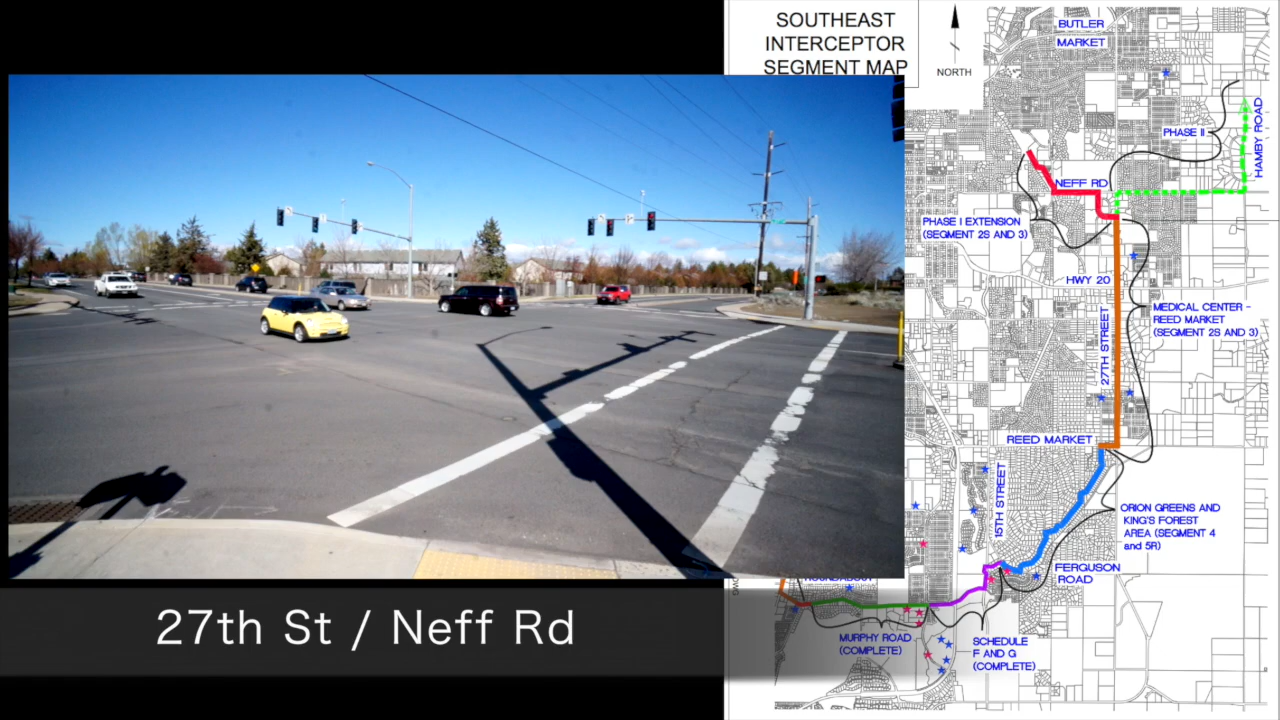 SOUTHEAST
INTERCEPTOR
SEGMENT MAP
NORTH
BUTLER
MARKET
PHASE II
HAMBY ROAD
NEFF RD
PHASE I EXTENSION
(SEGMENT 2S AND 3)
HWY 20
27TH STREET
MEDICAL CENTER -
REED MARKET
(SEGMENT 2S AND 3)
REED MARKET
15TH STREET
ORION GREENS AND
KING'S FOREST
AREA (SEGMENT 4
and 5R)
FERGUSON
ROAD
MURPHY ROAD
(COMPLETE)
SCHEDULE
F AND G
(COMPLETE)
27th St / Neff Rd